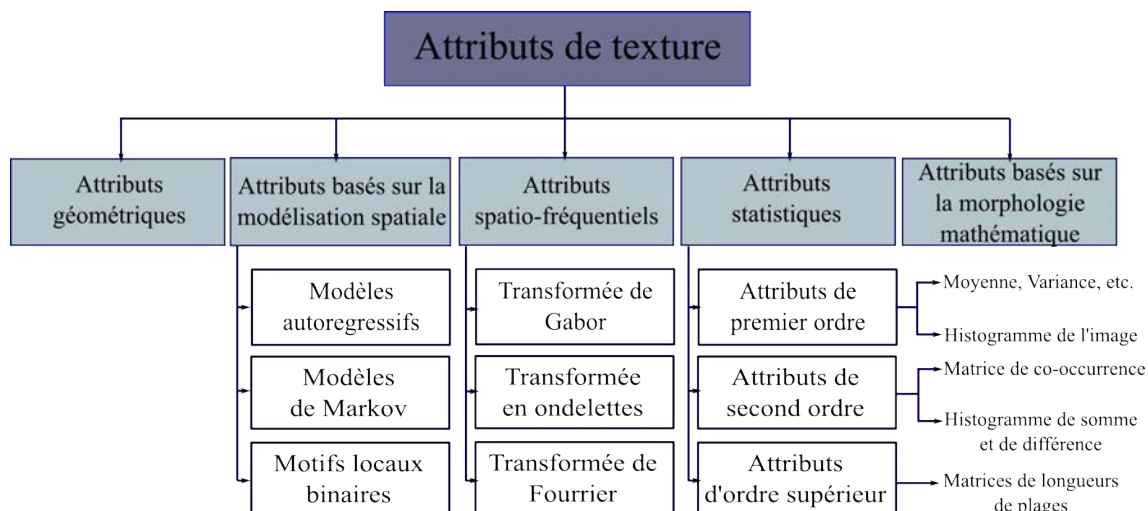 Attributs de texture
Attributs
géométriques
Attributs basés sur la
modélisation spatiale
Attributs
spatio-fréquentiels
Attributs
statistiques
Attributs basés sur
la morphologie
mathématique
Modèles
autoregressifs
Modèles
de Markov
Motifs locaux
binaires
Transformée de
Gabor
Transformée
en ondelettes
Transformée de
Fourrier
Attributs de
premier ordre
Attributs de
second ordre
Attributs
d'ordre supérieur
Moyenne, Variance, etc.
Histogramme de l'image
Matrice de co-occurrence
Histogramme de somme
et de différence
Matrices de longueurs
de plages